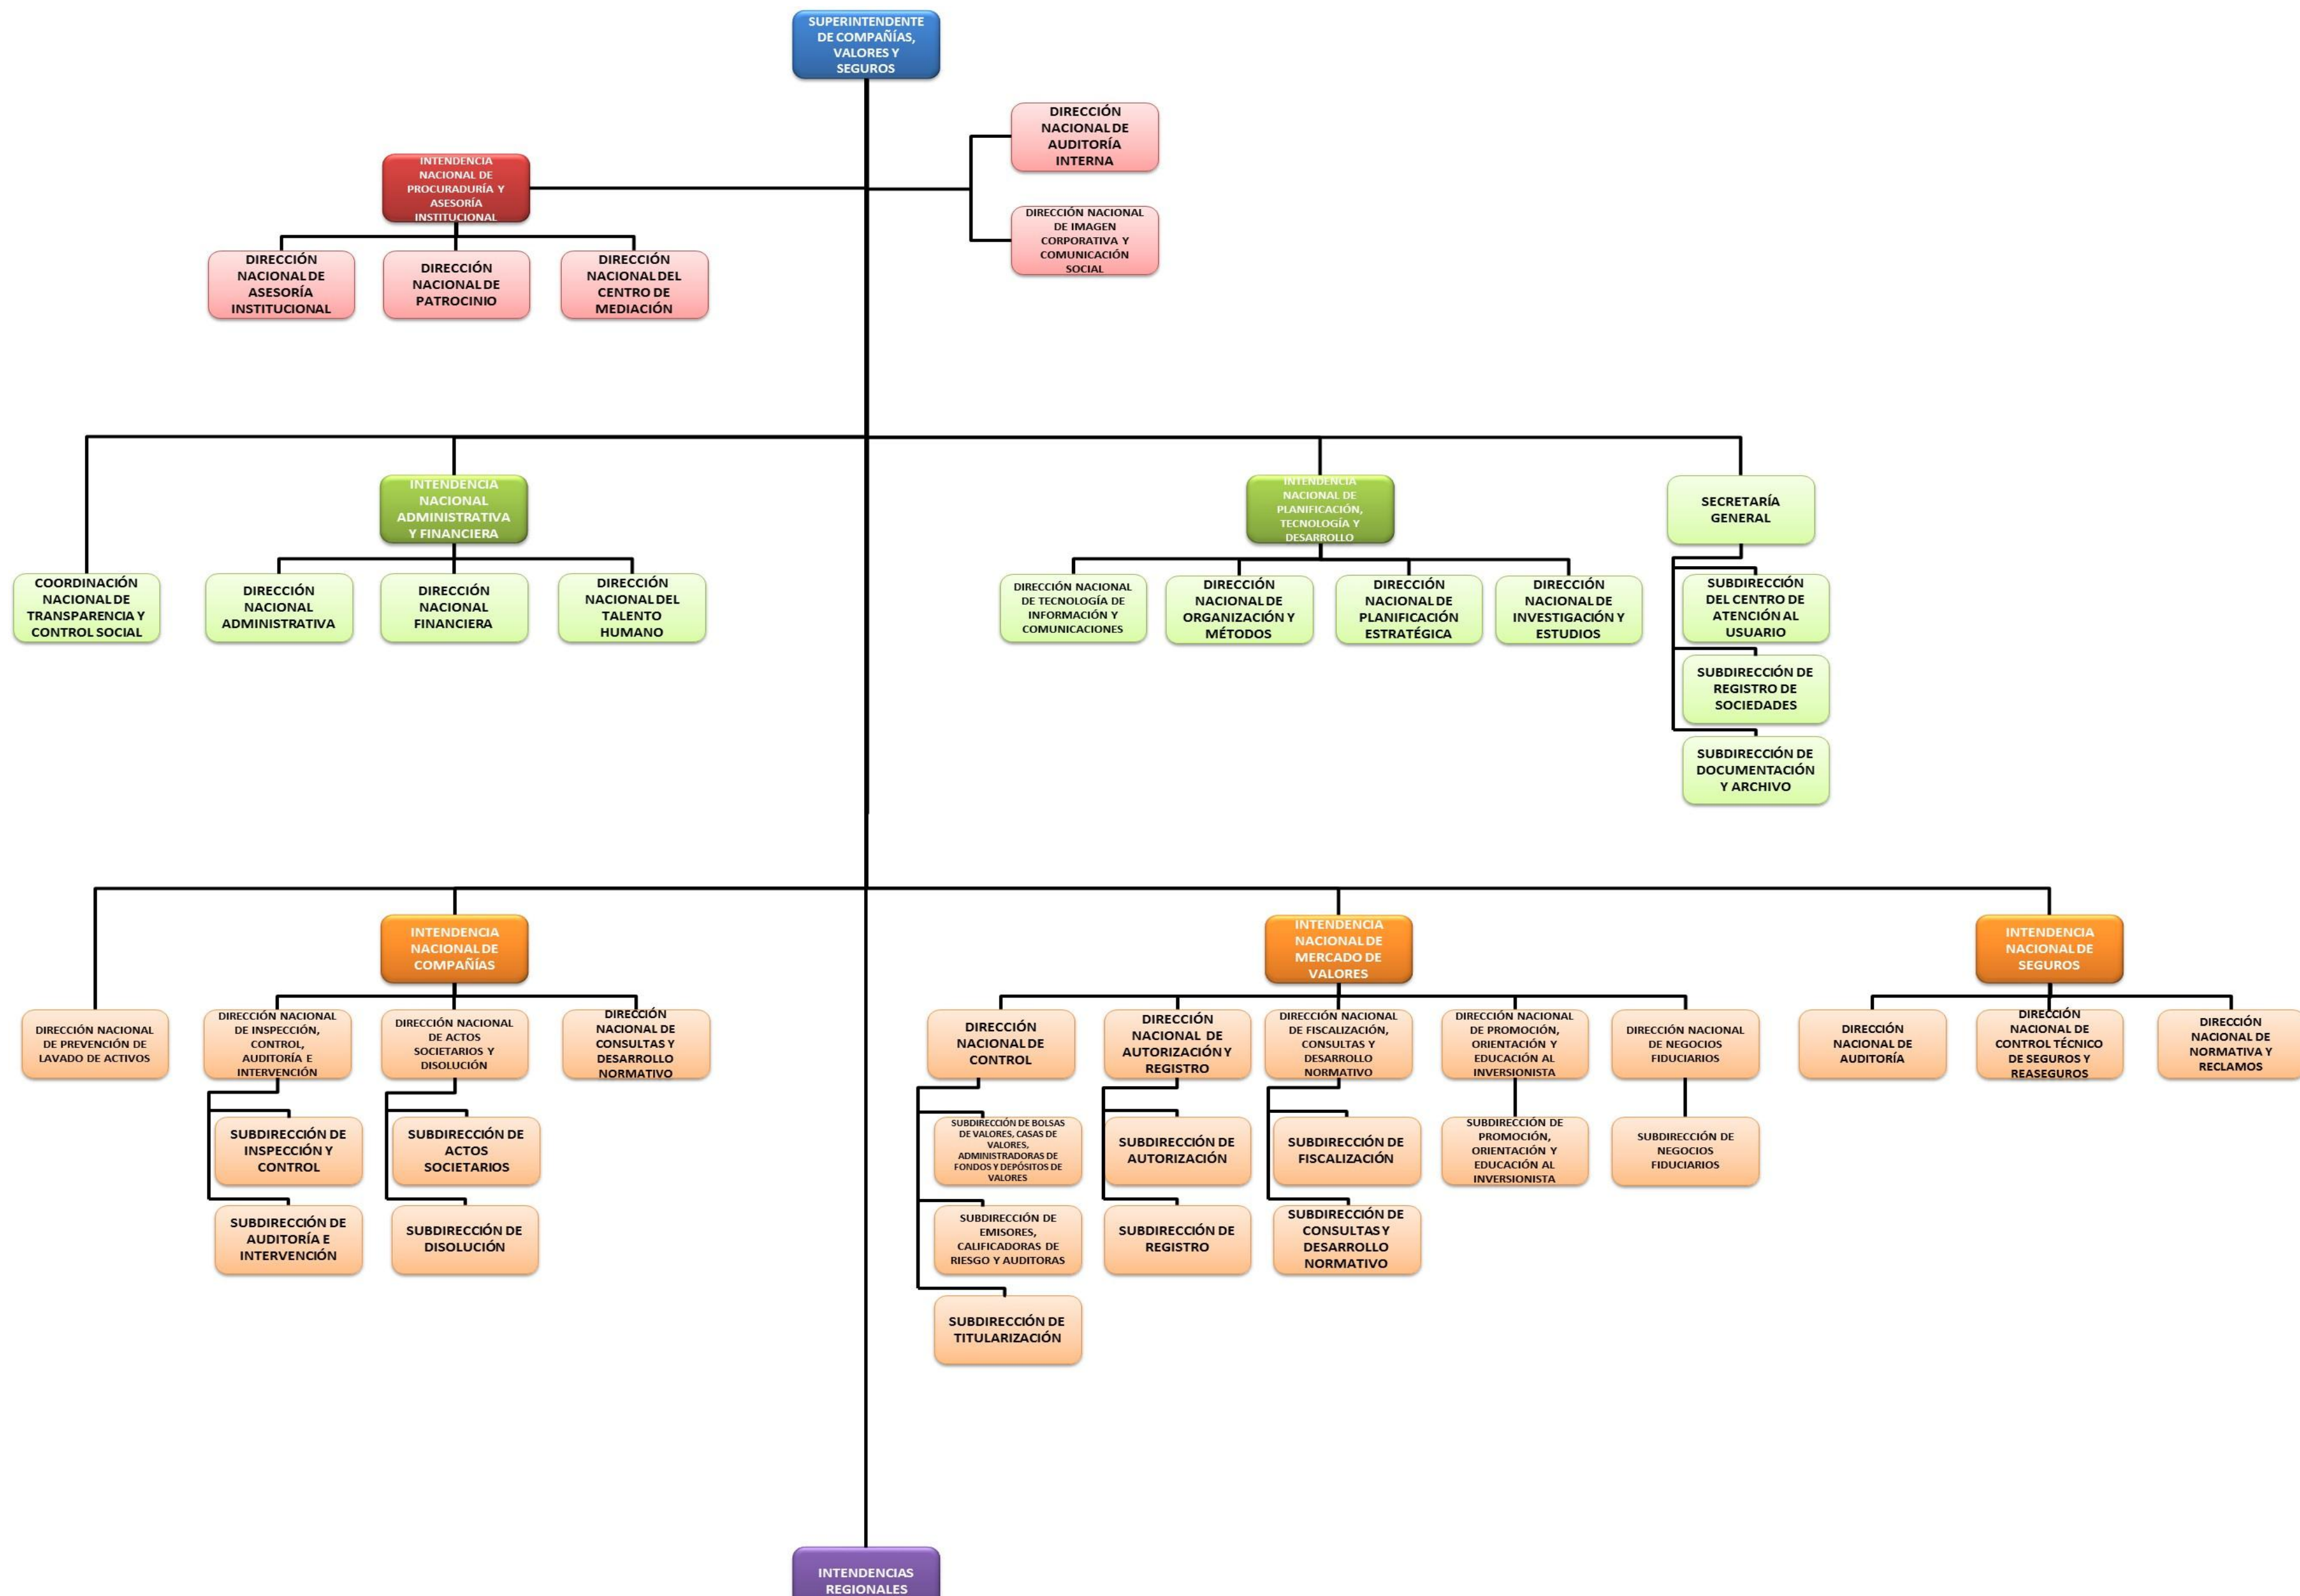 SUPERINTENDENTE
DE COMPAÑÍAS,
VALORES Y
SEGUROS
DIRECCIÓN
NACIONAL DE
AUDITORÍA
INTERNA
INTENDENCIA
NACIONAL DE
PROCURADURÍA Y
ASESORÍA
INSTITUCIONAL
DIRECCIÓN NACIONAL
DE IMAGEN
CORPORATIVA Y
COMUNICACIÓN
SOCIAL
DIRECCIÓN
NACIONAL DE
ASESORÍA
INSTITUCIONAL
DIRECCIÓN
NACIONAL DE
PATROCINIO
DIRECCIÓN
NACIONAL DEL
CENTRO DE
MEDIACIÓN
INTENDENCIA
NACIONAL
ADMINISTRATIVA
Y FINANCIERA
INTENDENCIA
NACIONAL DE
PLANIFICACIÓN,
TECNOLOGÍA Y
DESARROLLO
SECRETARÍA
GENERAL
COORDINACIÓN
NACIONAL DE
TRANSPARENCIA Y
CONTROL SOCIAL
DIRECCIÓN
NACIONAL
ADMINISTRATIVA
DIRECCIÓN
NACIONAL
FINANCIERA
DIRECCIÓN
NACIONAL DEL
TALENTO
HUMANO
DIRECCIÓN NACIONAL
DE TECNOLOGÍA DE
INFORMACIÓN Y
COMUNICACIONES
DIRECCIÓN
NACIONAL DE
ORGANIZACIÓN Y
MÉTODOS
DIRECCIÓN
NACIONAL DE
PLANIFICACIÓN
ESTRATÉGICA
DIRECCIÓN
NACIONAL DE
INVESTIGACIÓN Y
ESTUDIOS
SUBDIRECCIÓN
DEL CENTRO DE
ATENCIÓN AL
USUARIO
SUBDIRECCIÓN DE
REGISTRO DE
SOCIEDADES
SUBDIRECCIÓN DE
DOCUMENTACIÓN
Y ARCHIVO
INTENDENCIA
NACIONAL DE
COMPAÑÍAS
INTENDENCIA
NACIONAL DE
MERCADO DE
VALORES
INTENDENCIA
NACIONAL DE
SEGUROS
DIRECCIÓN NACIONAL
DE PREVENCIÓN DE
LAVADO DE ACTIVOS
DIRECCIÓN NACIONAL
DE INSPECCIÓN,
CONTROL,
AUDITORÍA E
INTERVENCIÓN
DIRECCIÓN NACIONAL
DE ACTOS
SOCIETARIOS Y
DISOLUCIÓN
DIRECCIÓN
NACIONAL DE
CONSULTAS Y
DESARROLLO
NORMATIVO
DIRECCIÓN
NACIONAL DE
CONTROL
DIRECCIÓN
NACIONAL DE
AUTORIZACIÓN Y
REGISTRO
DIRECCIÓN NACIONAL
DE FISCALIZACIÓN,
CONSULTAS Y
DESARROLLO
NORMATIVO
DIRECCIÓN NACIONAL
DE PROMOCIÓN,
ORIENTACIÓN Y
EDUCACIÓN AL
INVERSIONISTA
DIRECCIÓN NACIONAL
DE NEGOCIOS
FIDUCIARIOS
DIRECCIÓN
NACIONAL DE
AUDITORÍA
DIRECCIÓN
NACIONAL DE
CONTROL TÉCNICO
DE SEGUROS Y
REASEGUROS
DIRECCIÓN
NACIONAL DE
NORMATIVA Y
RECLAMOS
SUBDIRECCIÓN DE
INSPECCIÓN Y
CONTROL
SUBDIRECCIÓN DE
ACTOS
SOCIETARIOS
SUBDIRECCIÓN DE BOLSAS
DE VALORES, CASAS DE
VALORES,
ADMINISTRADORAS DE
FONDOS Y DEPÓSITOS DE
VALORES
SUBDIRECCIÓN DE
AUTORIZACIÓN
SUBDIRECCIÓN DE
FISCALIZACIÓN
SUBDIRECCIÓN DE
PROMOCIÓN,
ORIENTACIÓN Y
EDUCACIÓN AL
INVERSIONISTA
SUBDIRECCIÓN DE
NEGOCIOS
FIDUCIARIOS
SUBDIRECCIÓN DE
AUDITORÍA E
INTERVENCIÓN
SUBDIRECCIÓN DE
DISOLUCIÓN
SUBDIRECCIÓN DE
EMISORES,
CALIFICADORAS DE
RIESGO Y AUDITORAS
SUBDIRECCIÓN DE
REGISTRO
SUBDIRECCIÓN DE
CONSULTAS Y
DESARROLLO
NORMATIVO
SUBDIRECCIÓN DE
TITULARIZACIÓN
INTENDENCIAS
REGIONALES